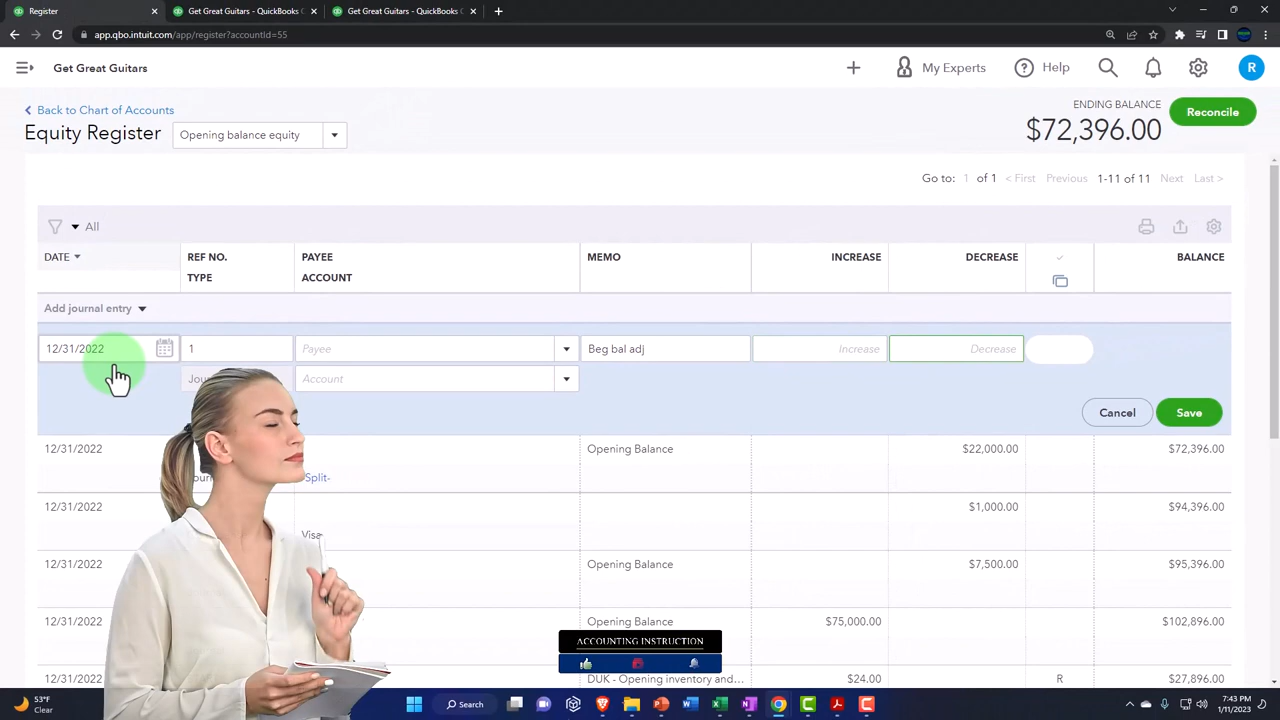 Register
Get Great Guitars - QuickBooks C
Get Great Guitars - QuickBooks C
app.qbo.intuit.com/app/register?accountId=55
Get Great Guitars
My Experts
Help
R
Back to Chart of Accounts
ENDING BALANCE
Equity Register
Opening balance equity
$72,396.00
Reconcile
Go to: 1 of 1 < First Previous 1-11 of 11 Next Last >
All
DATE REF NO. PAYEE MEMO INCREASE DECREASE BALANCE
TYPE ACCOUNT
Add journal entry
12/31/2022 1 Payee Beg bal adj Increase Decrease
Jou Account
Cancel Save
12/31/2022 Opening Balance $22,000.00 $72,396.00
Journ -Split-
12/31/2022 $1,000.00 $94,396.00
Visa
12/31/2022 Opening Balance $7,500.00 $95,396.00
12/31/2022 Opening Balance $75,000.00 $102,896.00
ACCOUNTING INSTRUCTION
DUK - Opening inventory and... $24.00 R $27,896.00
53°F
Clear
Search
7:43 PM
1/11/2023